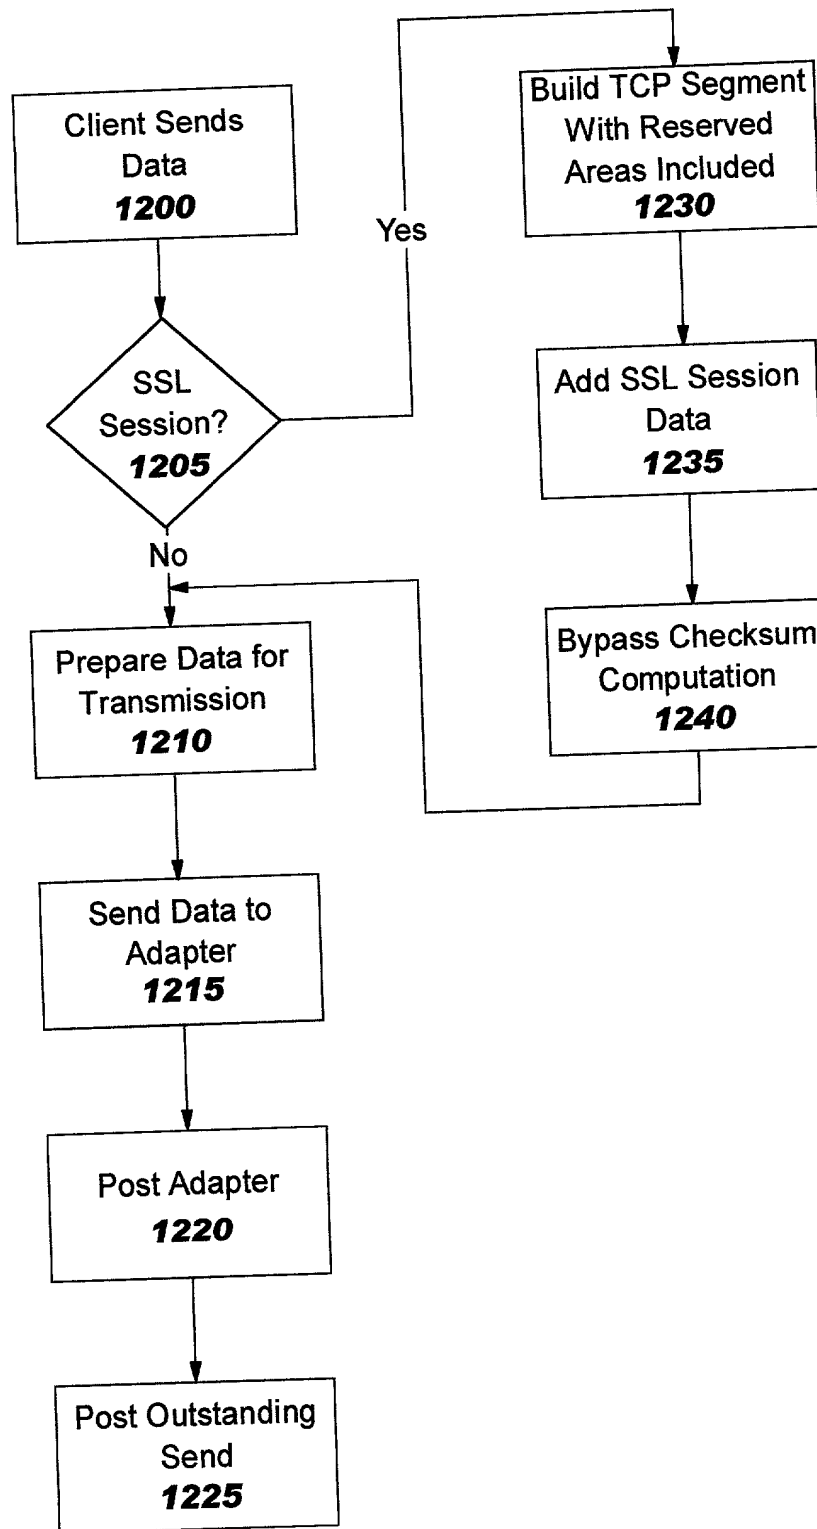 Client Sends
Data
1200
SSL
Session?
1205
Yes
No
Prepare Data for
Transmission
1210
Send Data to
Adapter
1215
Post Adapter
1220
Post Outstanding
Send
1225
Build TCP Segment
With Reserved
Areas Included
1230
Add SSL Session
Data
1235
Bypass Checksum
Computation
1240